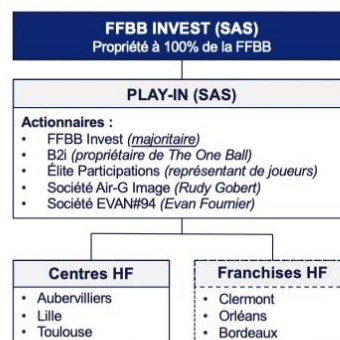 FFBB INVEST (SAS)
Propriété à 100% de la FFBB
PLAY-IN (SAS)
Actionnaires :
• FFBB Invest (majoritaire)
• B2i (propriétaire de The One Ball)
• Élite Participations (représentant de joueurs)
• Société Air-G Image (Rudy Gobert)
• Société EVAN#94 (Evan Fournier)
Centres HF
• Aubervilliers
• Lille
• Toulouse
Franchises HF
• Clermont
• Orléans
• Bordeaux